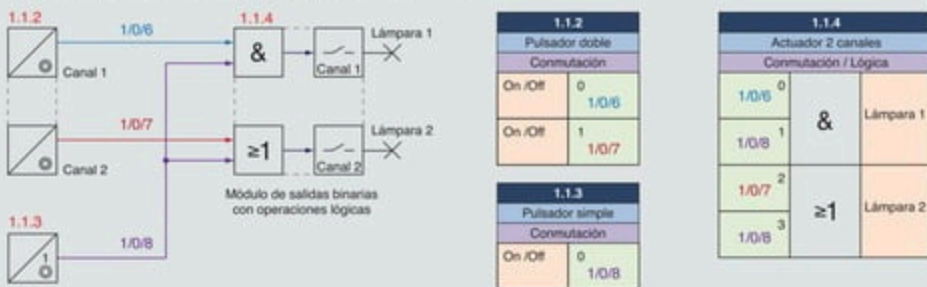 1.1.2
1/0/6
1.1.4
&
Canal 1
Canal 1
Lámpara 1
1/0/7
≥1
Canal 2
Canal 2
Lámpara 2
Módulo de salidas binarias
con operaciones lógicas
1.1.3
1
1/0/8
1.1.2
Pulsador doble
Conmutación
On /Off 0
1/0/6
On /Off 1
1/0/7
1.1.3
Pulsador simple
Conmutación
On /Off 0
1/0/8
1.1.4
Actuador 2 canales
Conmutación / Lógica
1/0/6 0
1/0/8 1
& Lámpara 1
1/0/7 2
1/0/8 3
≥1 Lámpara 2